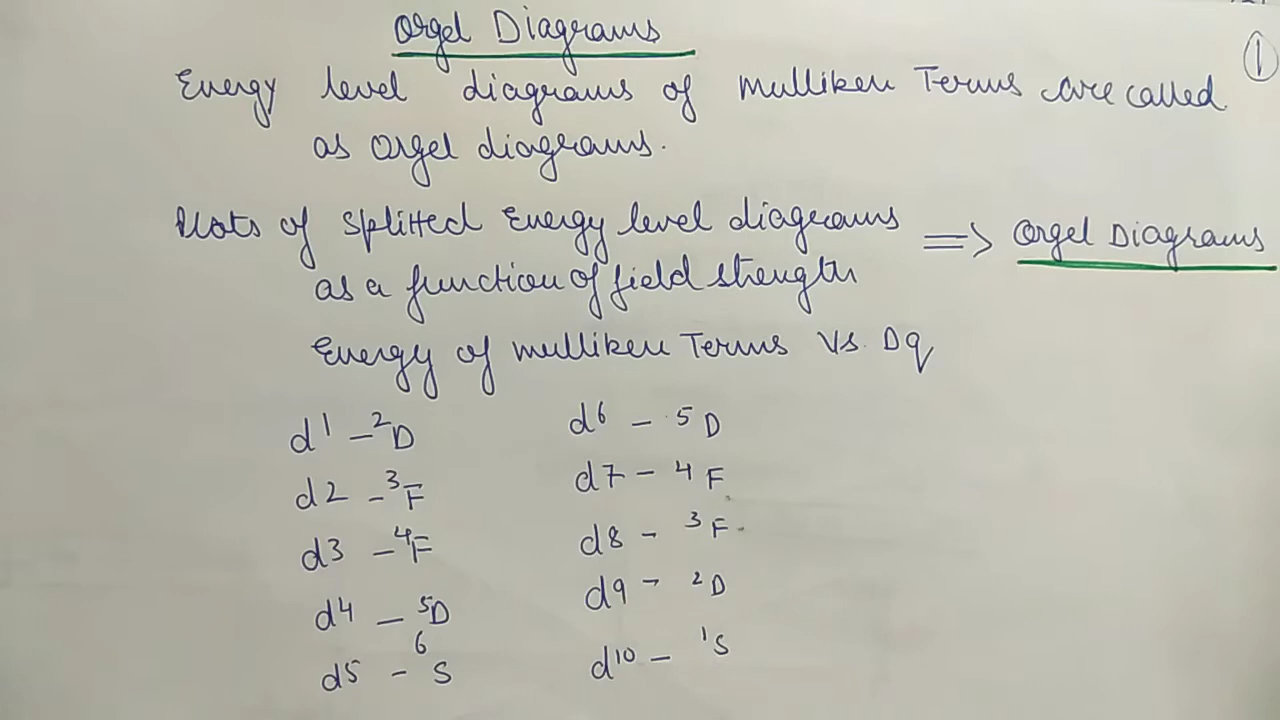 Orgel Diagrams
①
Energy level diagrams of Mulliken Terms are called
as Orgel diagrams.
Plots of Splitted Energy level diagrams
as a function of field strength
=> Orgel Diagrams
Energy of mulliken Terms Vs. Dq
d1 - ²D
d2 - ³F
d3 - ⁴F
d4 - ⁵D
d5 - ⁶S
d6 - ⁵D
d7 - ⁴F
d8 - ³F
d9 - ²D
d10 - ¹S